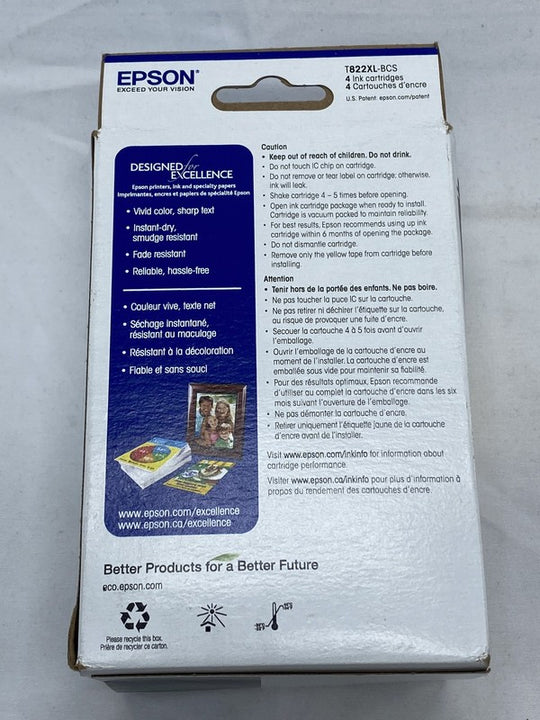 EPSON®
EXCEED YOUR VISION
T822XL-BCS
4 Ink cartridges
4 Cartouches d'encre
U.S. Patent: epson.com/patent
DESIGNED for
EXCELLENCE
Epson printers, ink and specialty papers
Imprimantes, encres et papiers de spécialité Epson
• Vivid color, sharp text
• Instant-dry,
smudge resistant
• Fade resistant
• Reliable, hassle-free
• Couleur vive, texte net
• Séchage instantané,
résistant au maculage
• Résistant à la décoloration
• Fiable et sans souci
www.epson.com/excellence
www.epson.ca/excellence
Caution
• Keep out of reach of children. Do not drink.
• Do not touch IC chip on cartridge.
• Do not remove or tear label on cartridge; otherwise,
ink will leak.
• Shake cartridge 4 – 5 times before opening.
• Open ink cartridge package when ready to install.
Cartridge is vacuum packed to maintain reliability.
• For best results, Epson recommends using up ink
cartridge within 6 months of opening the package.
• Do not dismantle cartridge.
• Remove only the yellow tape from cartridge before
installing.
Attention
• Tenir hors de la portée des enfants. Ne pas boire.
• Ne pas toucher la puce IC sur la cartouche.
• Ne pas retirer ni déchirer l'étiquette sur la cartouche,
au risque de provoquer une fuite d'encre.
• Secouer la cartouche 4 à 5 fois avant d'ouvrir
l'emballage.
• Ouvrir l'emballage de la cartouche d'encre au
moment de l'installer. La cartouche d'encre est
emballée sous vide pour maintenir sa fiabilité.
• Pour des résultats optimaux, Epson recommande
d'utiliser au complet la cartouche d'encre dans les six
mois suivant l'ouverture de l'emballage.
• Ne pas démonter la cartouche d'encre.
• Retirer uniquement l'étiquette jaune de la cartouche
d'encre avant de l'installer.
Visit www.epson.com/inkinfo for information about
cartridge performance.
Visiter www.epson.ca/inkinfo pour plus d'information à
propos du rendement des cartouches d'encre.
Better Products for a Better Future
eco.epson.com
Please recycle this box.
Prière de recycler ce carton.